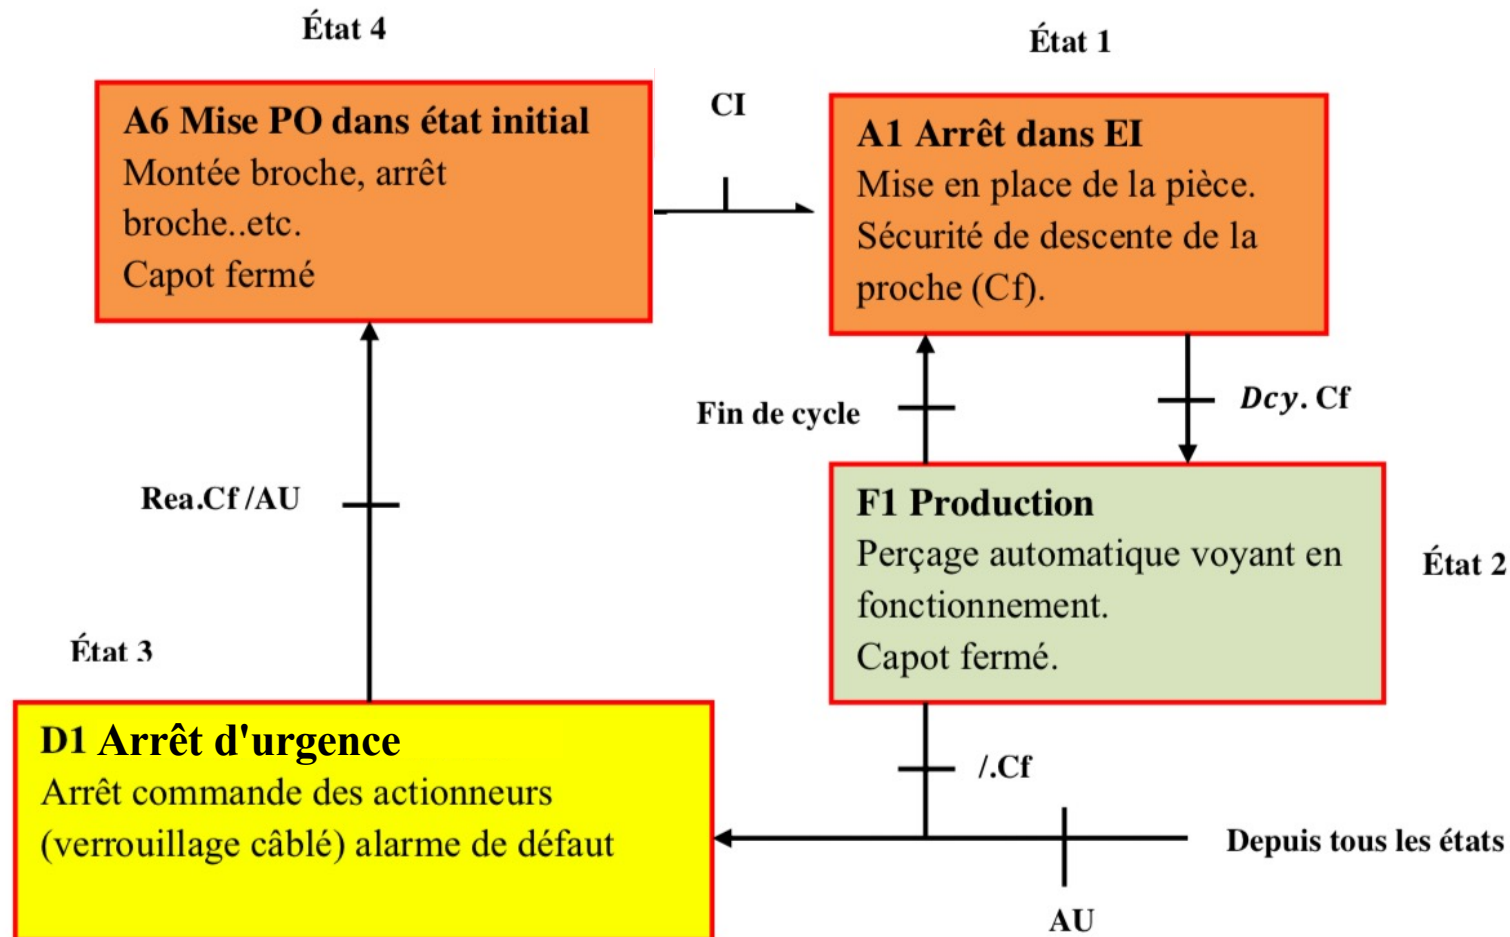 État 4
A6 Mise PO dans état initial
Montée broche, arrêt
broche..etc.
Capot fermé
CI
État 1
A1 Arrêt dans EI
Mise en place de la pièce.
Sécurité de descente de la
proche (Cf).
Fin de cycle
Dcy. Cf
Rea.Cf /AU
F1 Production
Perçage automatique voyant en
fonctionnement.
Capot fermé.
État 2
État 3
D1 Arrêt d'urgence
Arrêt commande des actionneurs
(verrouillage câblé) alarme de défaut
/.Cf
Depuis tous les états
AU